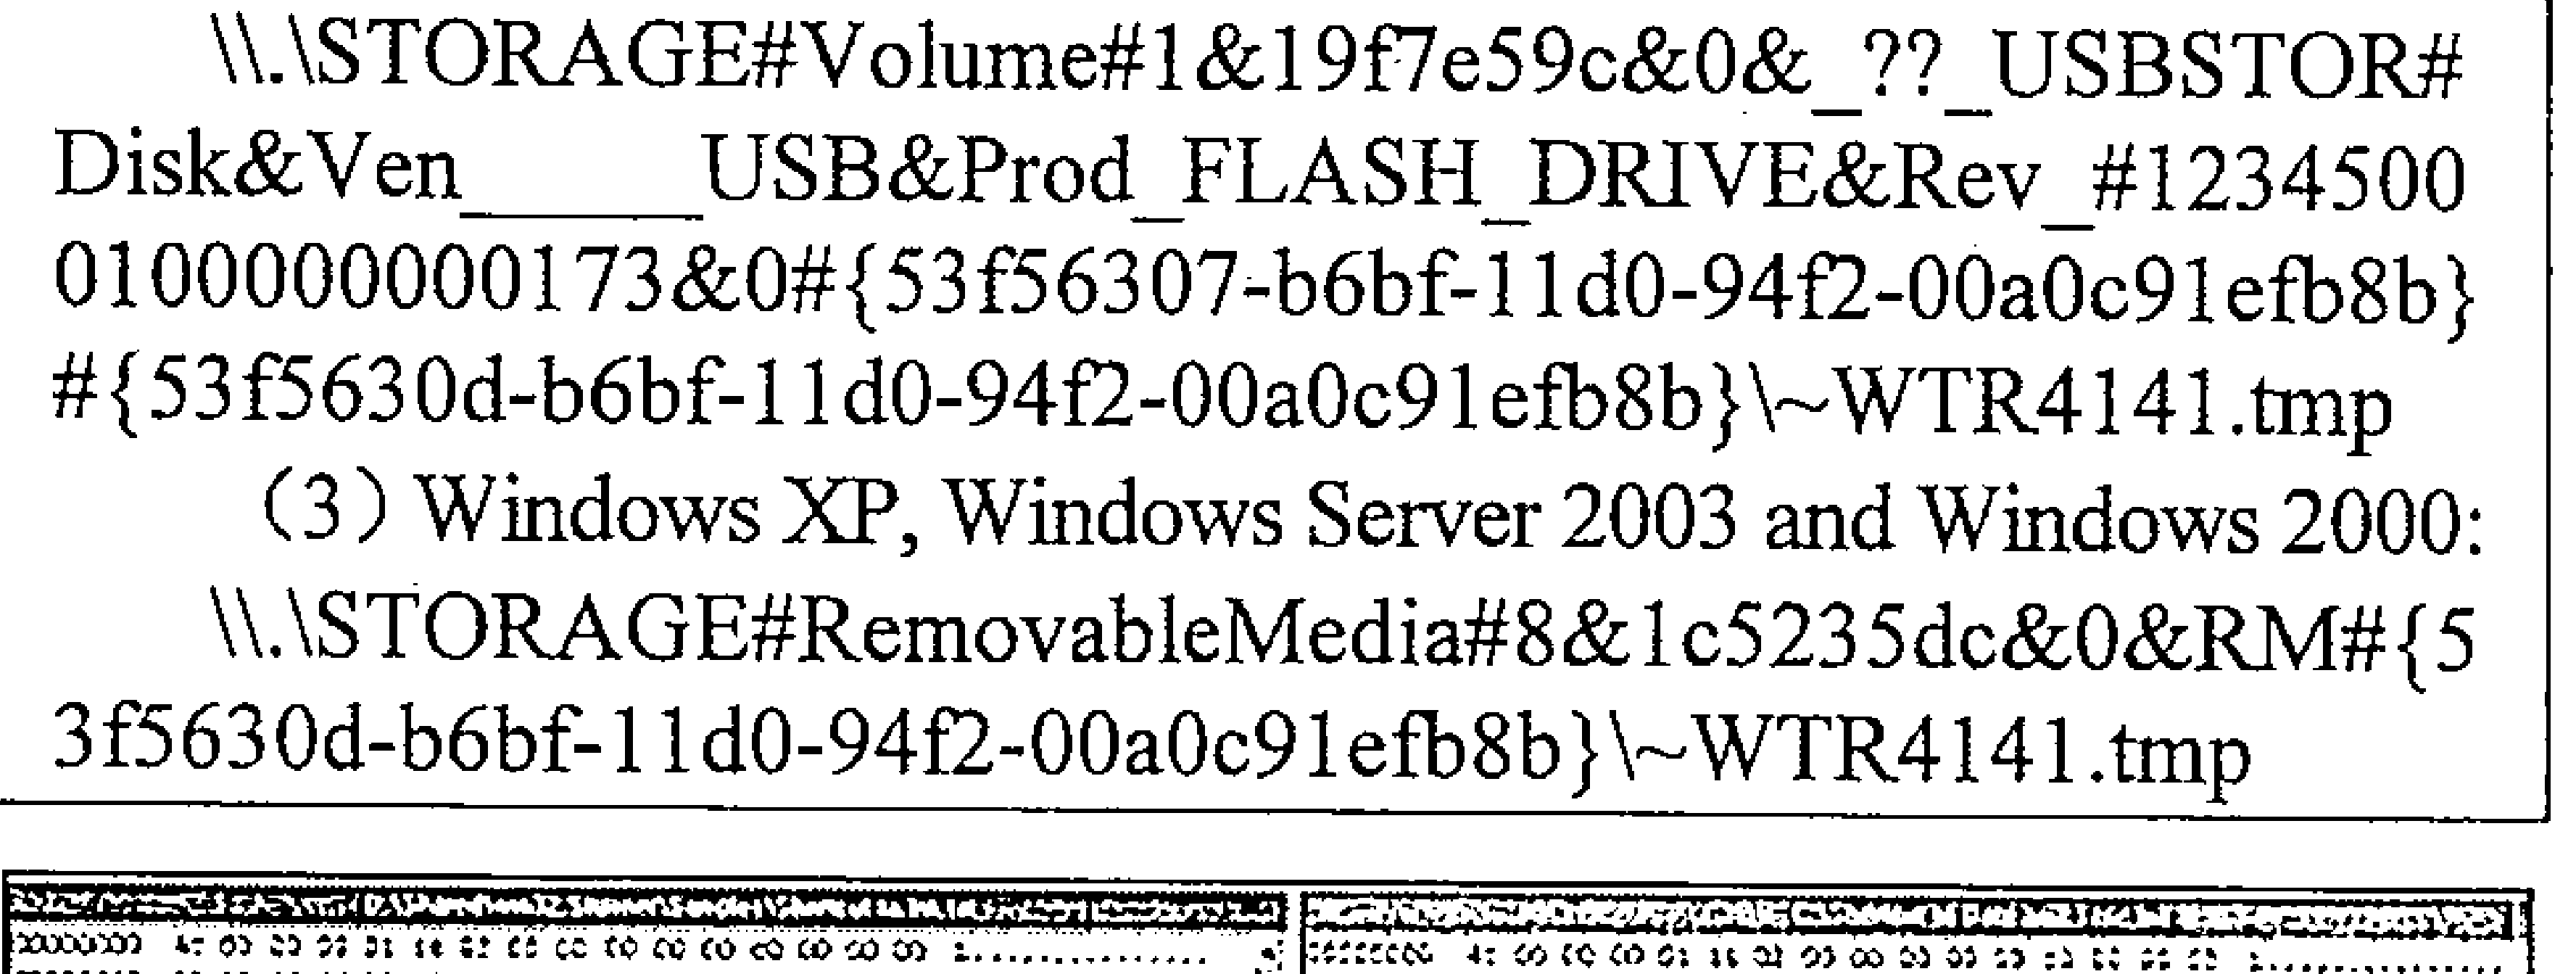 \\.\STORAGE#Volume#1&19f7e59c&0&_??_USBSTOR#
Disk&Ven_____USB&Prod_FLASH_DRIVE&Rev_#1234500
0100000000173&0#{53f56307-b6bf-11d0-94f2-00a0c91efb8b}
#{53f5630d-b6bf-11d0-94f2-00a0c91efb8b}\~WTR4141.tmp
(3) Windows XP, Windows Server 2003 and Windows 2000:
\\.\STORAGE#RemovableMedia#8&1c5235dc&0&RM#{5
3f5630d-b6bf-11d0-94f2-00a0c91efb8b}\~WTR4141.tmp